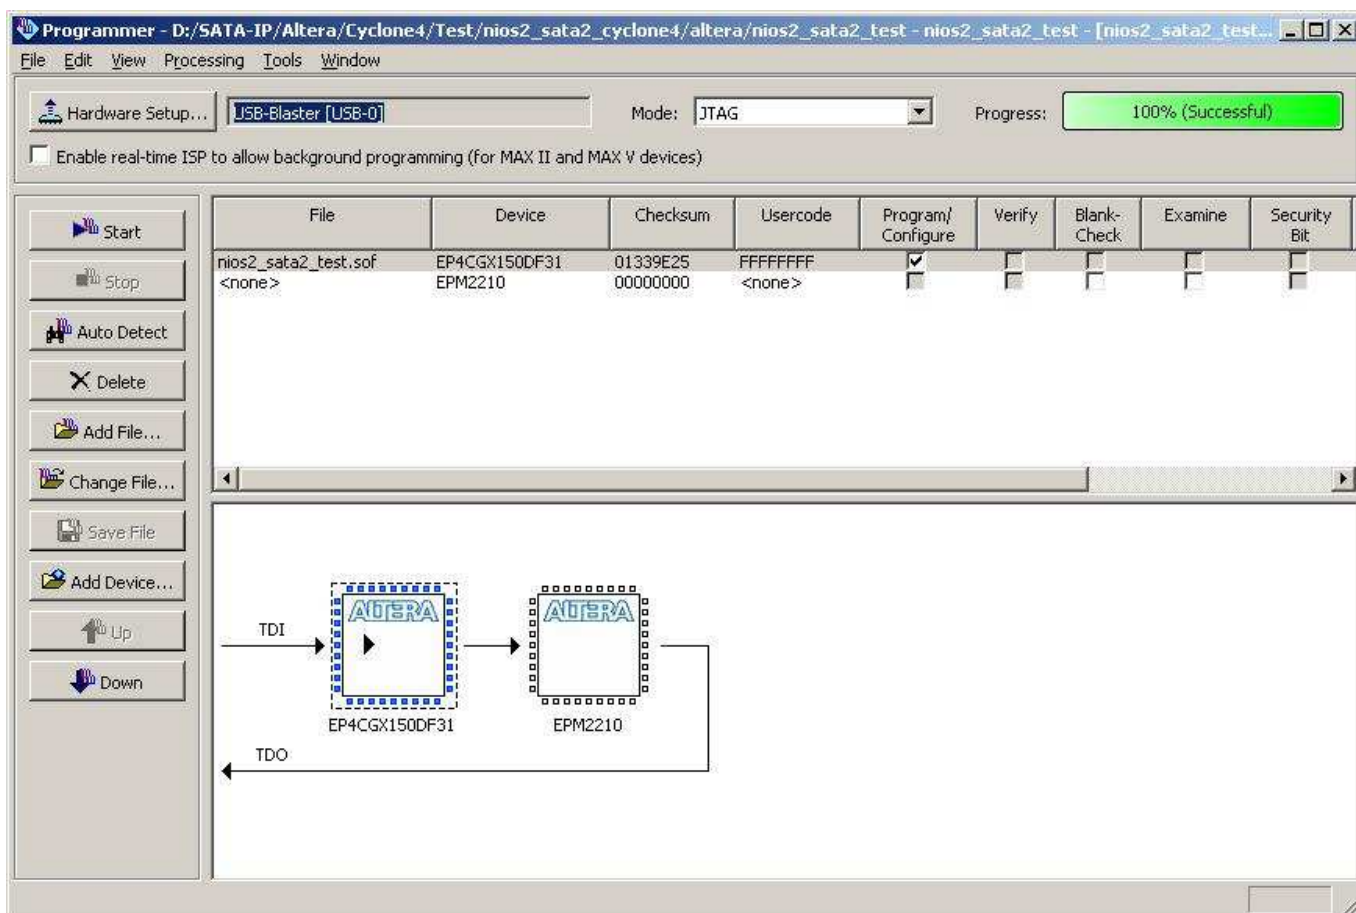 Programmer - D:/SATA-IP/Altera/Cyclone4/Test/nios2_sata2_cyclone4/altera/nios2_sata2_test - nios2_sata2_test - [nios2_sata2_test...
File Edit View Processing Tools Window
Hardware Setup... USB-Blaster [USB-0] Mode: JTAG Progress: 100% (Successful)
Enable real-time ISP to allow background programming (for MAX II and MAX V devices)
Start
Stop
Auto Detect
Delete
Add File...
Change File...
Save File
Add Device...
Up
Down
File Device Checksum Usercode Program/ Configure Verify Blank- Check Examine Security Bit
nios2_sata2_test.sof EP4CGX150DF31 01339E25 FFFFFFFF
<none> EPM2210 00000000 <none>
ALTERA ALTERA
TDI
EP4CGX150DF31 EPM2210
TDO